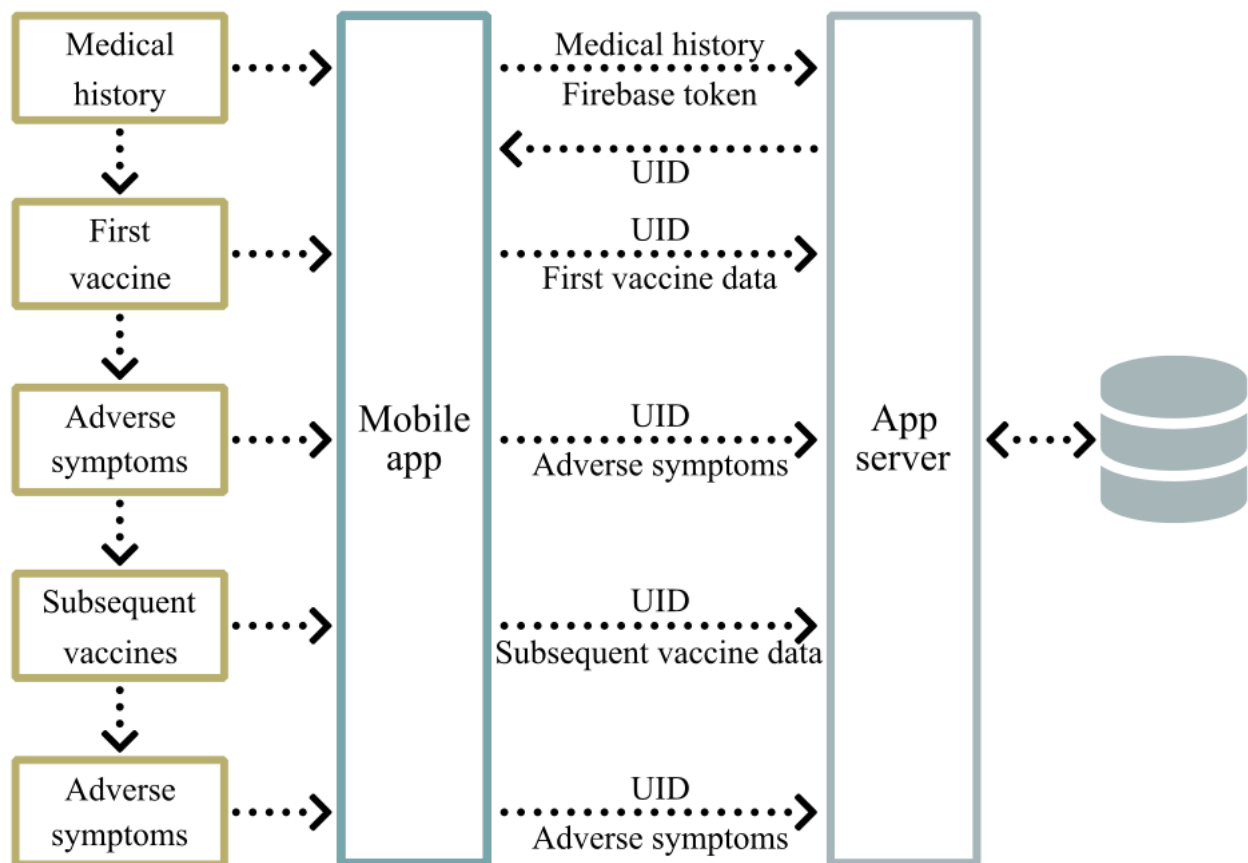 Medical
history
Medical history
Firebase token
UID
First
vaccine
UID
First vaccine data
Adverse
symptoms
Mobile
app
UID
Adverse symptoms
App
server
Subsequent
vaccines
UID
Subsequent vaccine data
Adverse
symptoms
UID
Adverse symptoms